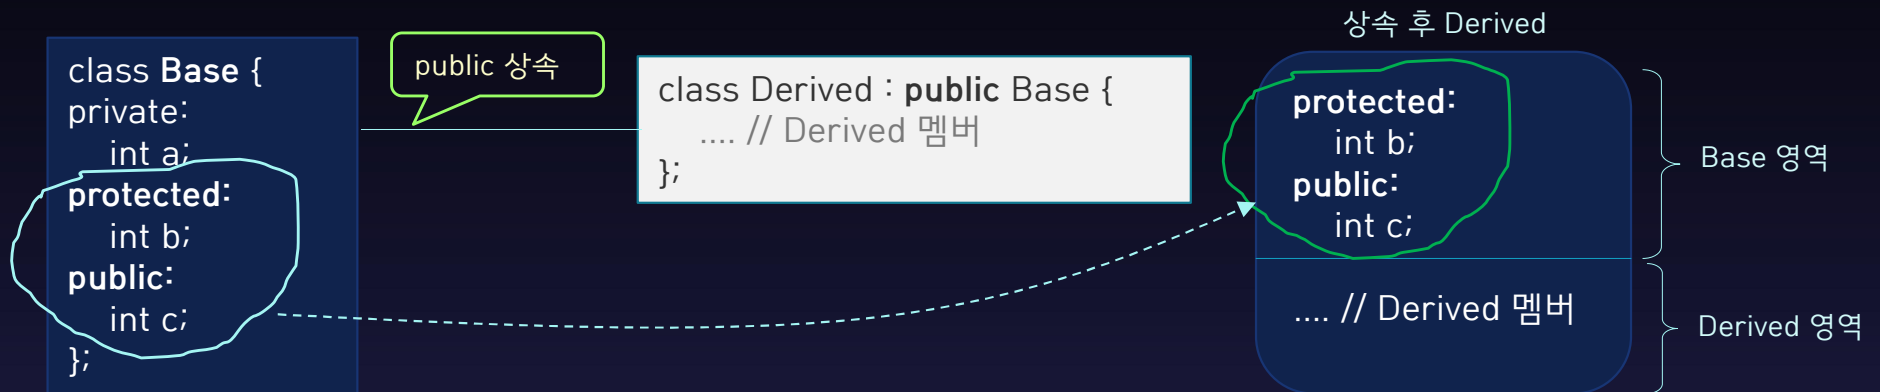 class Base {
private:
int a;
protected:
int b;
public:
int c;
};
public 상속
class Derived : public Base {
.... // Derived 멤버
};
상속 후 Derived
protected:
int b;
public:
int c;
.... // Derived 멤버
Base 영역
Derived 영역